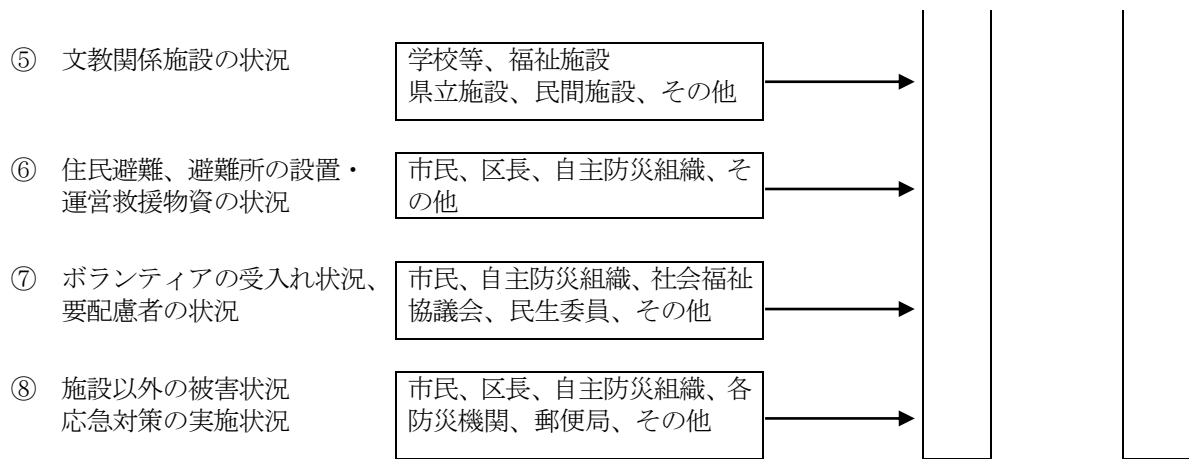 ⑤ 文教関係施設の状況
学校等、福祉施設
県立施設、民間施設、その他
⑥ 住民避難、避難所の設置・
運営救援物資の状況
市民、区長、自主防災組織、そ
の他
⑦ ボランティアの受入れ状況、
要配慮者の状況
市民、自主防災組織、社会福祉
協議会、民生委員、その他
⑧ 施設以外の被害状況
応急対策の実施状況
市民、区長、自主防災組織、各
防災機関、郵便局、その他